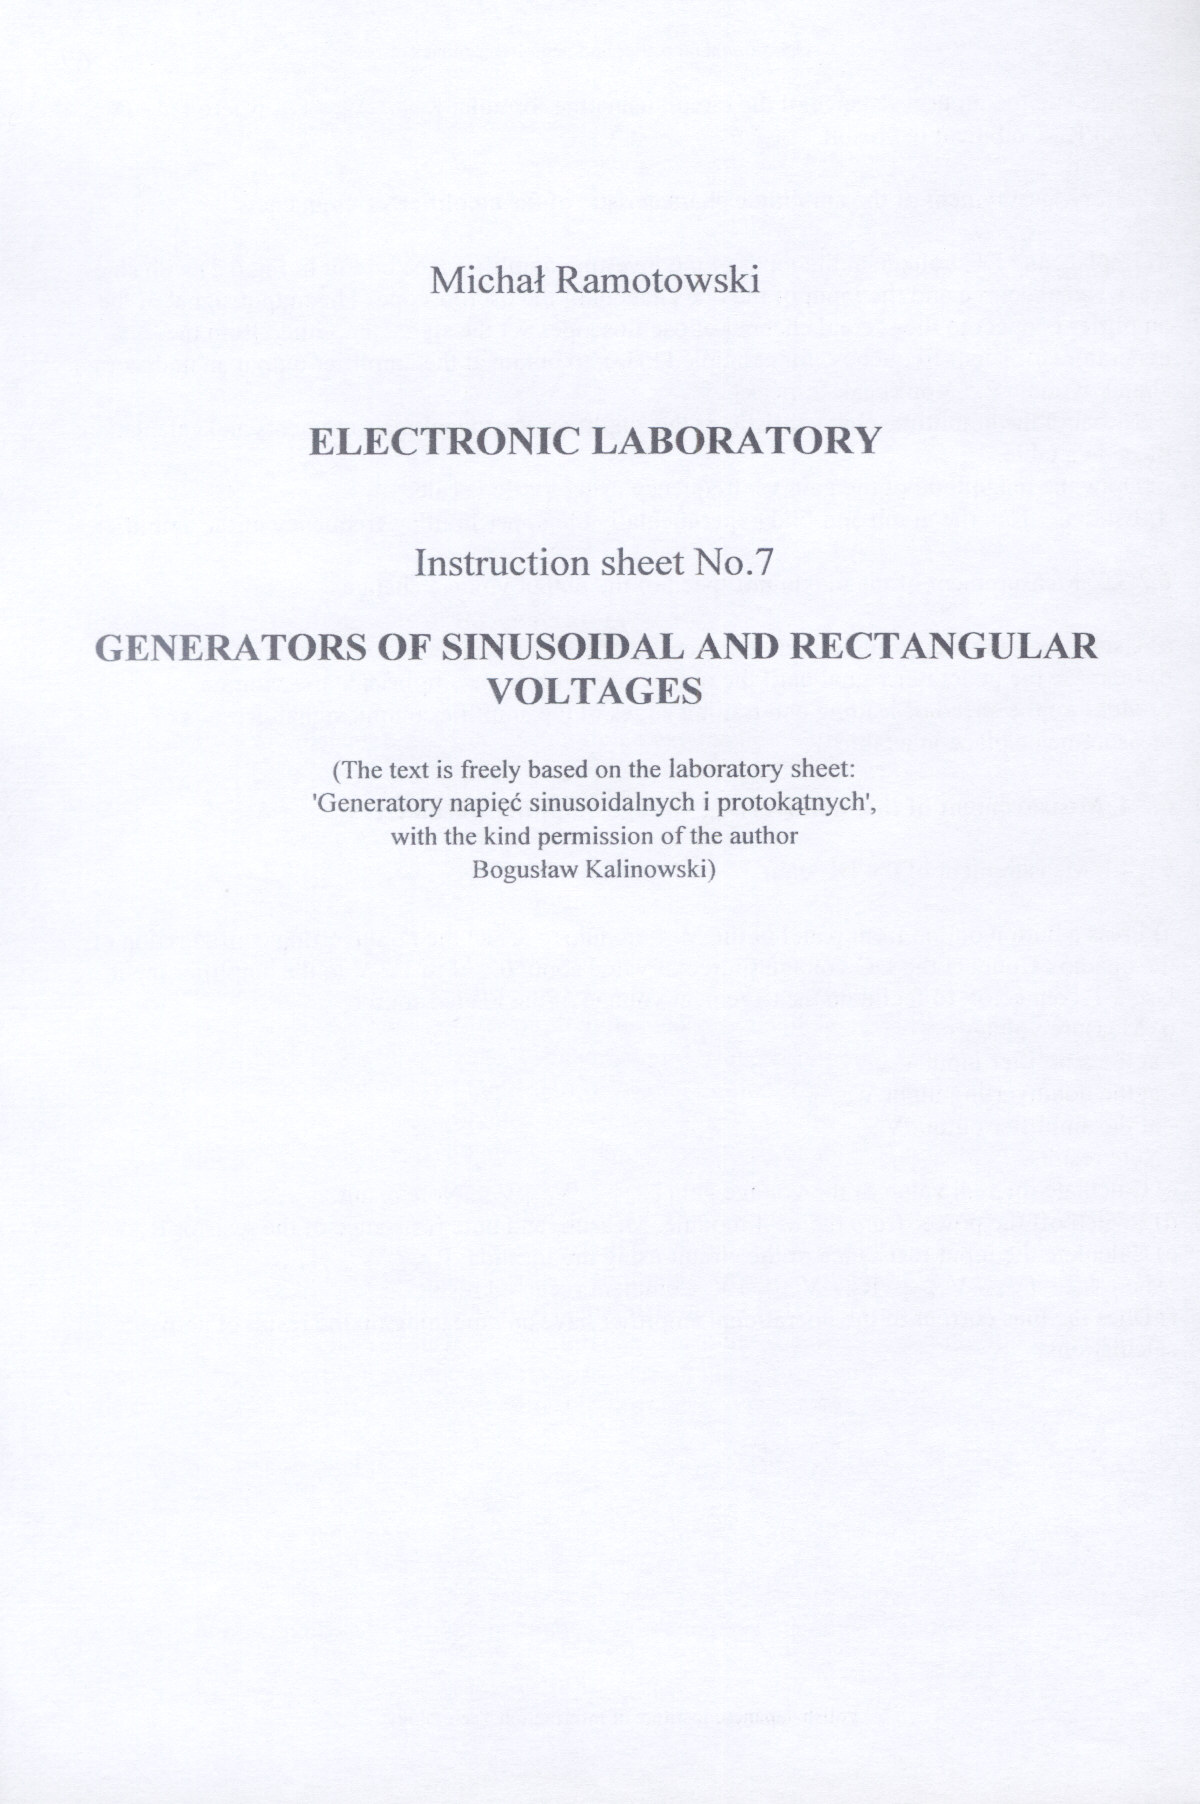 Michał Ramotowski
ELECTRONIC LABORATORY
Instruction sheet No.7
GENERATORS OF SINUSOIDAL AND RECTANGULAR
VOLTAGES
(The text is freely based on the laboratory sheet:
'Generatory napięć sinusoidalnych i protokątnych',
with the kind permission of the author
Bogusław Kalinowski)